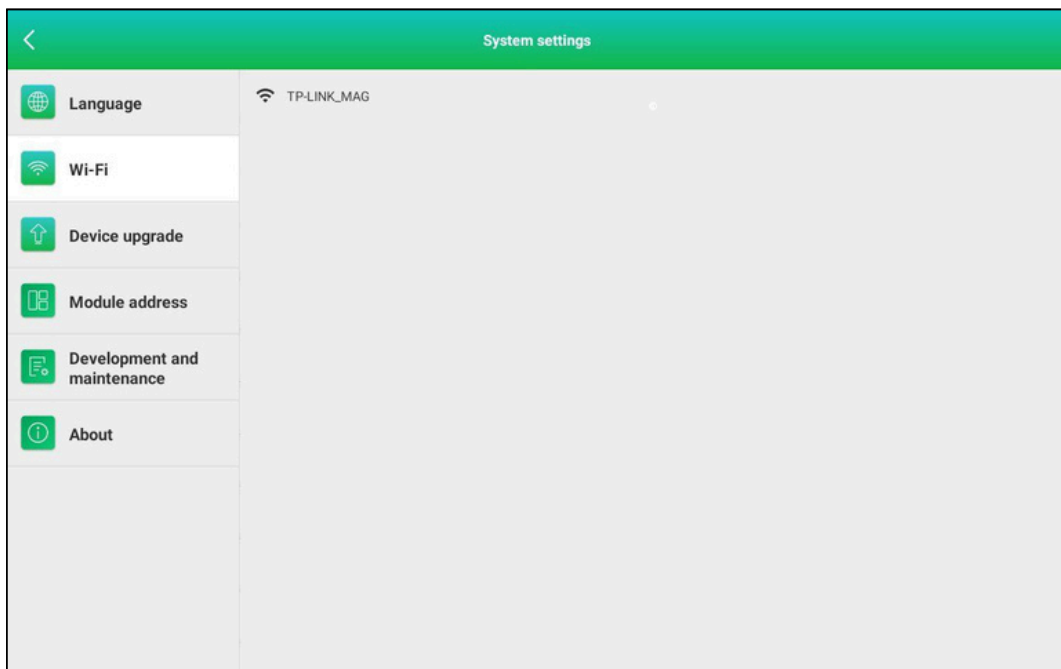 System settings
Language
TP-LINK_MAG
Wi-Fi
Device upgrade
Module address
Development and
maintenance
About